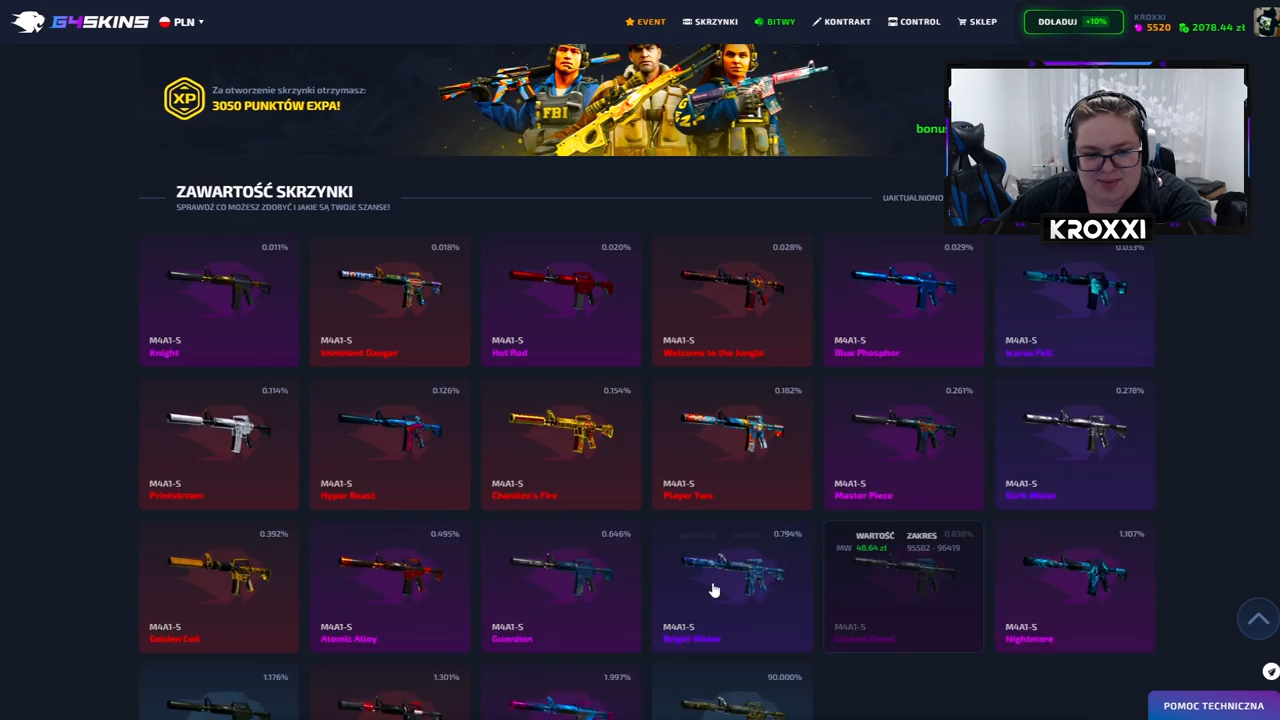 G4SKINS
PLN
EVENT
SKRZYNKI
BITWY
KONTRAKT
CONTROL
SKLEP
DOŁADUJ +10%
KROXXI
5520
2078.44 zł
XP
Za otworzenie skrzynki otrzymasz:
3050 PUNKTÓW EXPA!
FBI
bonus
ZAWARTOŚĆ SKRZYNKI
SPRAWDŹ CO MOŻESZ ZDOBYĆ I JAKIE SĄ TWOJE SZANSE!
UAKTUALNIONO
KROXXI
0.011%
0.018%
0.020%
0.028%
0.029%
0.033%
M4A1-S
Knight
M4A1-S
Imminent Danger
M4A1-S
Hot Rod
M4A1-S
Welcome to the Jungle
M4A1-S
Blue Phosphor
M4A1-S
Icarus Fell
0.114%
0.126%
0.154%
0.182%
0.261%
0.278%
M4A1-S
Printstream
M4A1-S
Hyper Beast
M4A1-S
Chantico's Fire
M4A1-S
Player Two
M4A1-S
Master Piece
M4A1-S
Dark Water
0.392%
0.495%
0.646%
0.794%
WARTOŚĆ ZAKRES 0.838%
MW 48.64 zł 95582 - 96419
1.107%
M4A1-S
Golden Coil
M4A1-S
Atomic Alloy
M4A1-S
Guardian
M4A1-S
Bright Water
M4A1-S
M4A1-S
Nightmare
1.176%
1.301%
1.997%
90.000%
POMOC TECHNICZNA